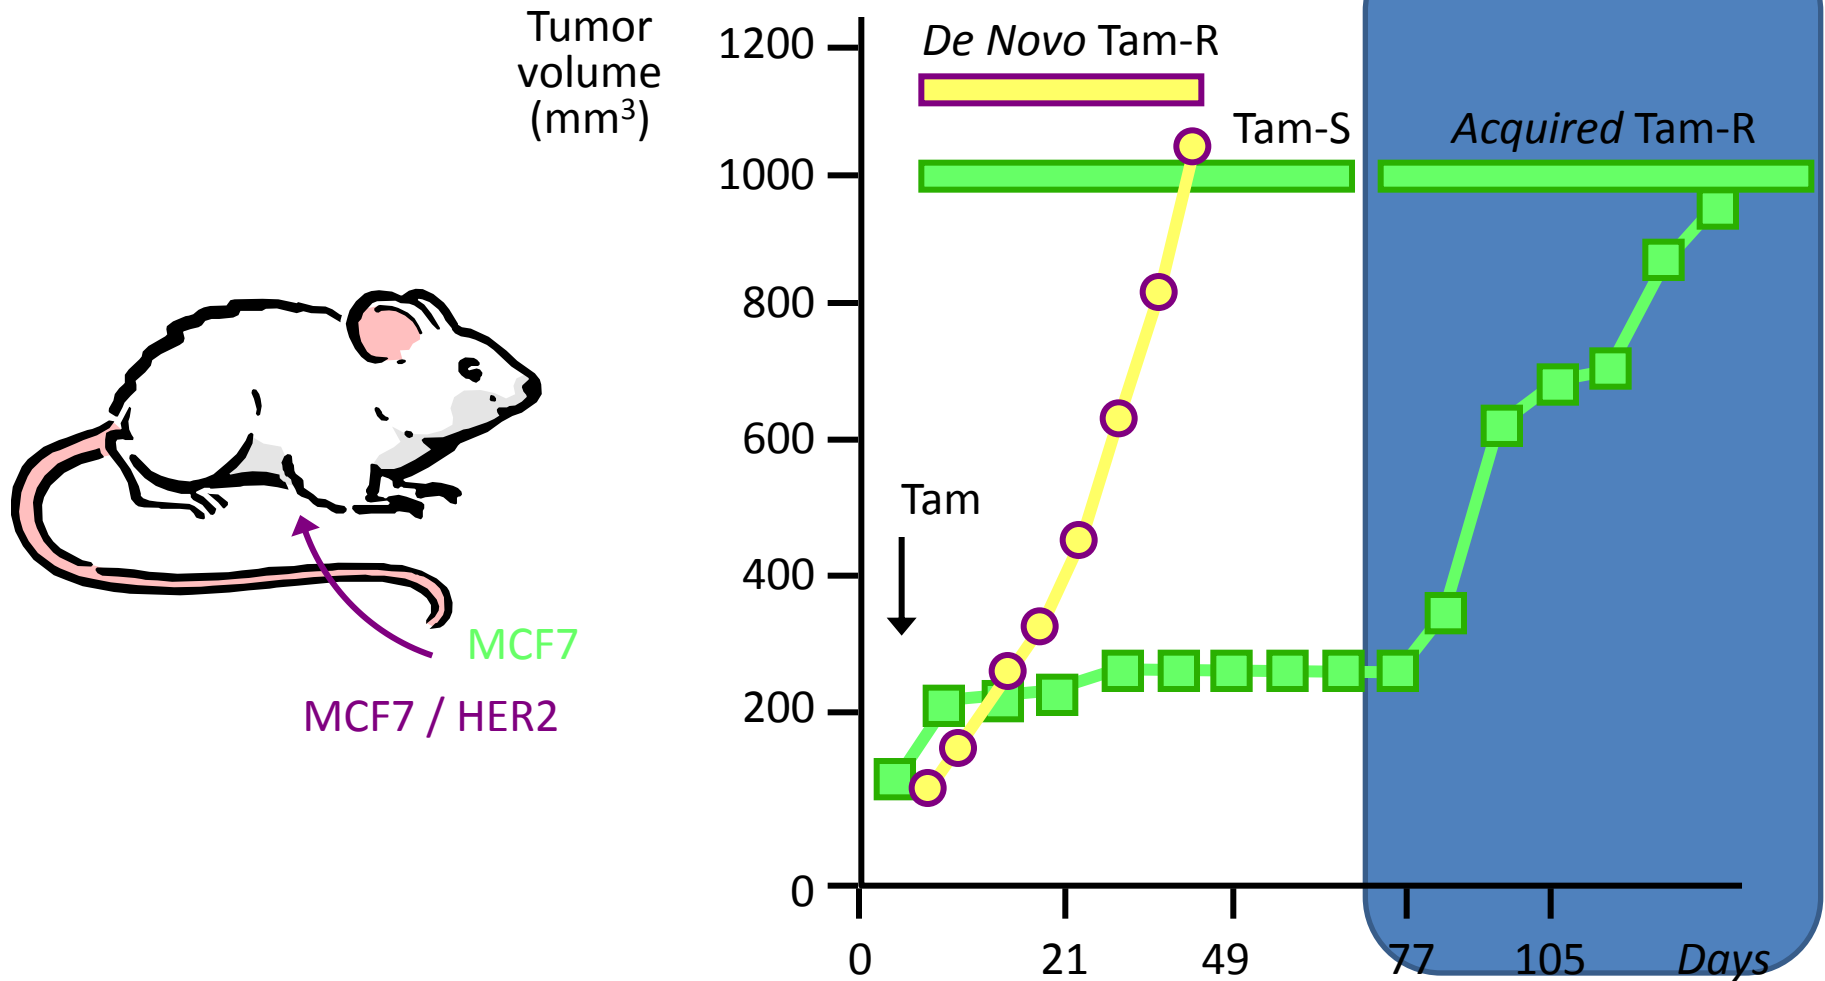 Tumor
volume
(mm³)
1200
1000
800
600
400
200
0
De Novo Tam-R
Tam-S
Acquired Tam-R
Tam
MCF7
MCF7 / HER2
0
21
49
77
105
Days